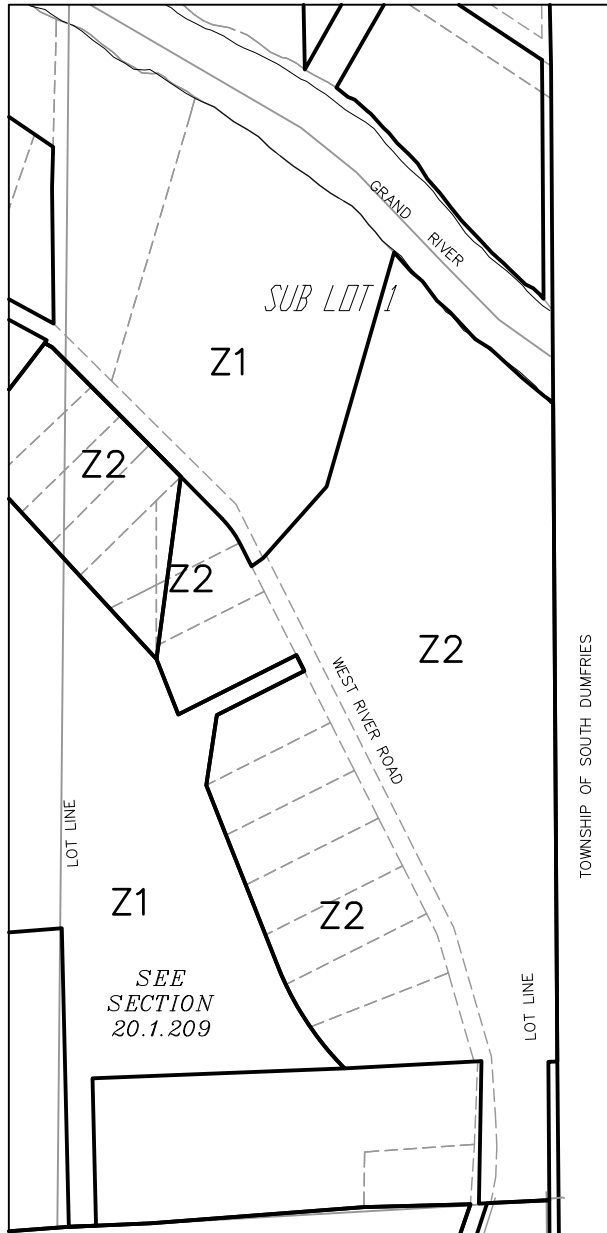 GRAND RIVER
SUB LOT 1
Z1
Z2
Z2
Z2
WEST RIVER ROAD
TOWNSHIP OF SOUTH DUMFRIES
LOT LINE
Z1
Z2
SEE
SECTION
20.1.209
LOT LINE